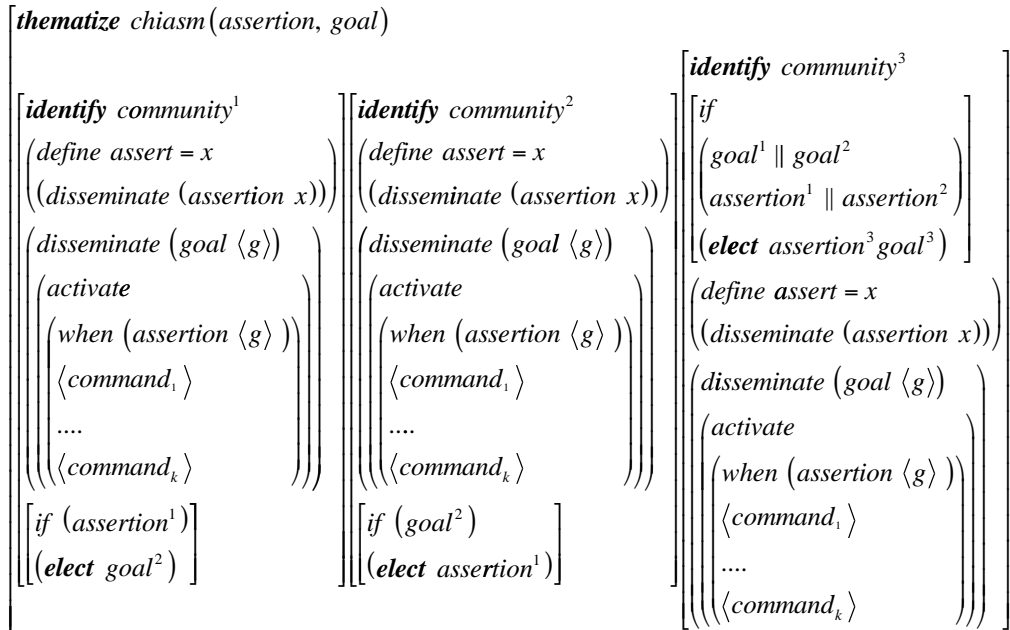 thematize chiasm(assertion, goal)
identify community¹
(define assert = x
((disseminate (assertion x)))
(disseminate (goal ⟨g⟩)
(activate
(when (assertion ⟨g⟩ )
⟨command₁⟩
....
⟨commandₖ⟩
if (assertion¹)
(elect goal²)
identify community²
(define assert = x
((disseminate (assertion x)))
(disseminate (goal ⟨g⟩)
(activate
(when (assertion ⟨g⟩ )
⟨command₁⟩
....
⟨commandₖ⟩
if (goal²)
(elect assertion¹)
identify community³
if
(goal¹ || goal²
assertion¹ || assertion²)
(elect assertion³goal³)
(define assert = x
((disseminate (assertion x)))
(disseminate (goal ⟨g⟩)
(activate
(when (assertion ⟨g⟩ )
⟨command₁⟩
....
⟨commandₖ⟩